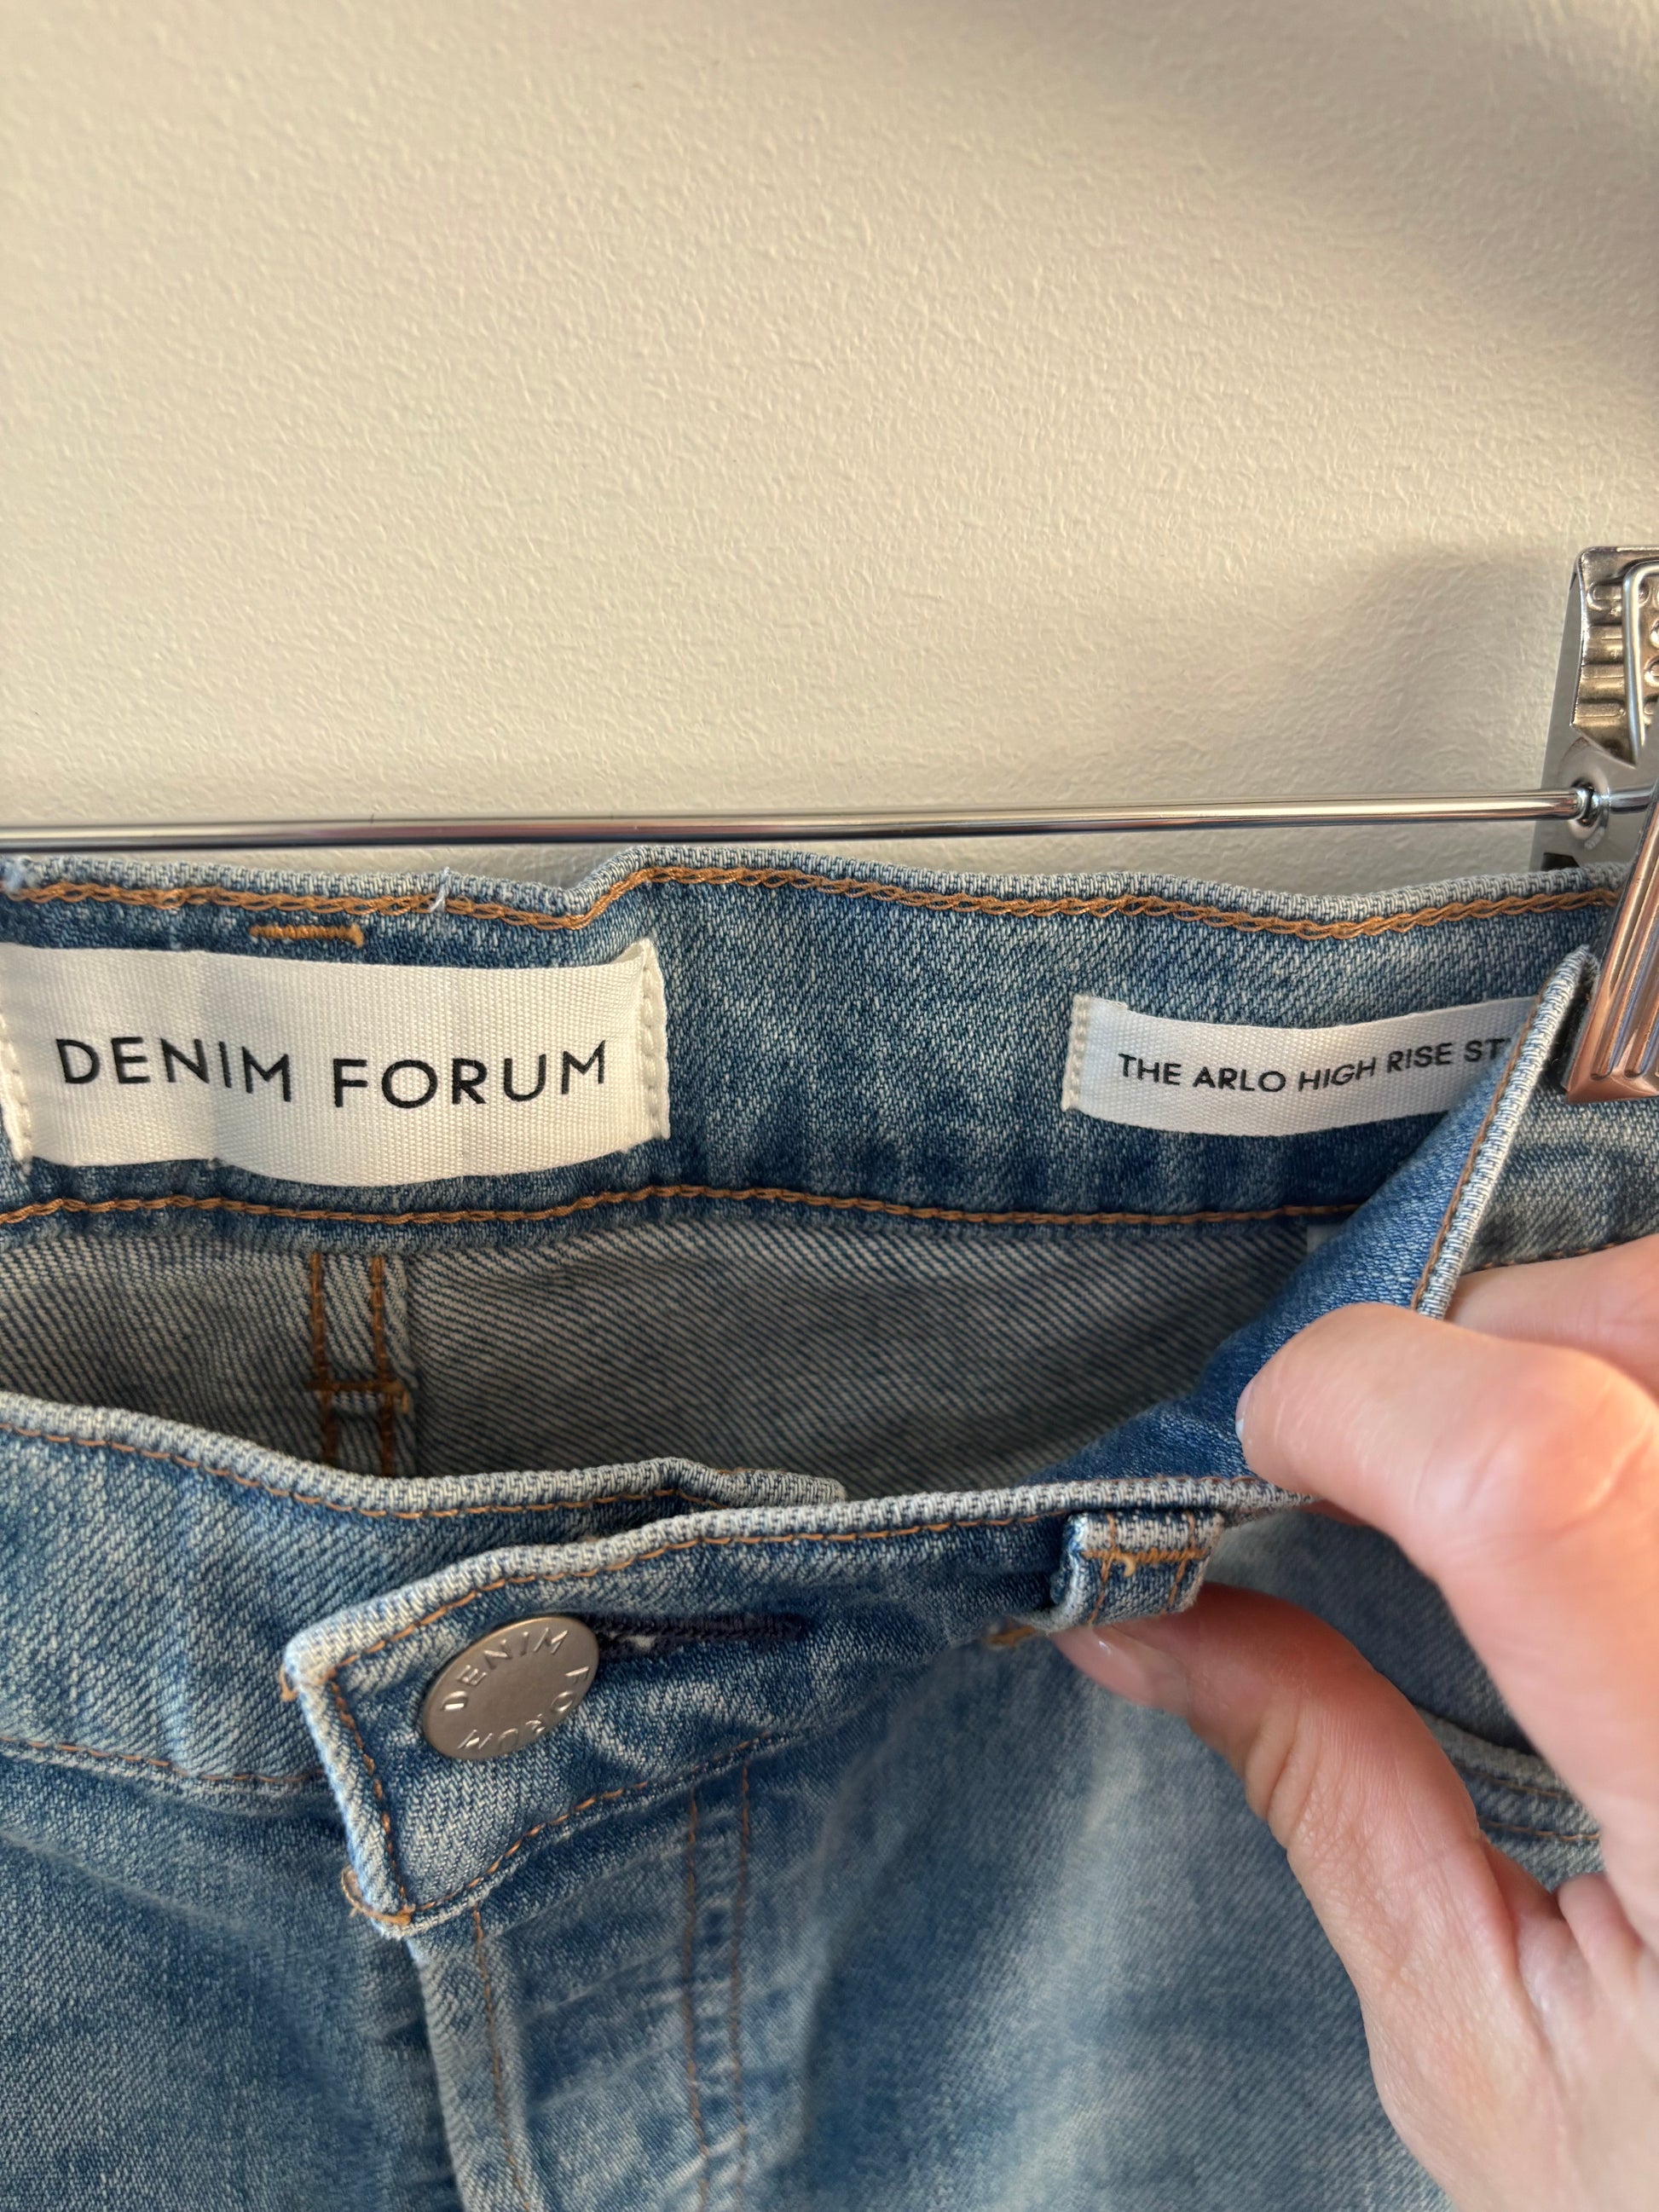 DENIM FORUM
THE ARLO HIGH RISE ST
DENIM FORUM